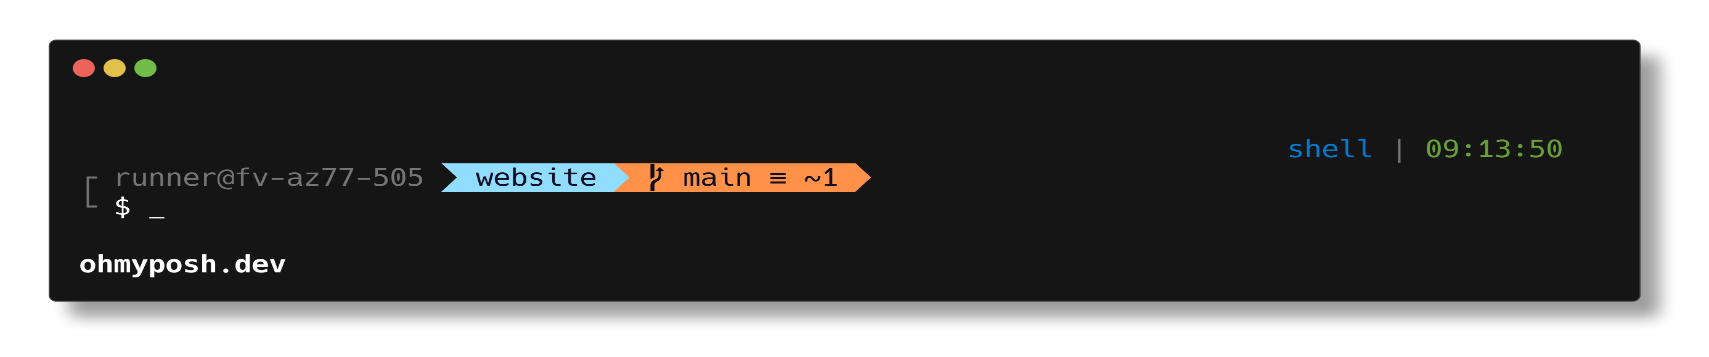 shell | 09:13:50
runner@fv-az77-505 website main ≡ ~1
$ _
ohmyposh.dev